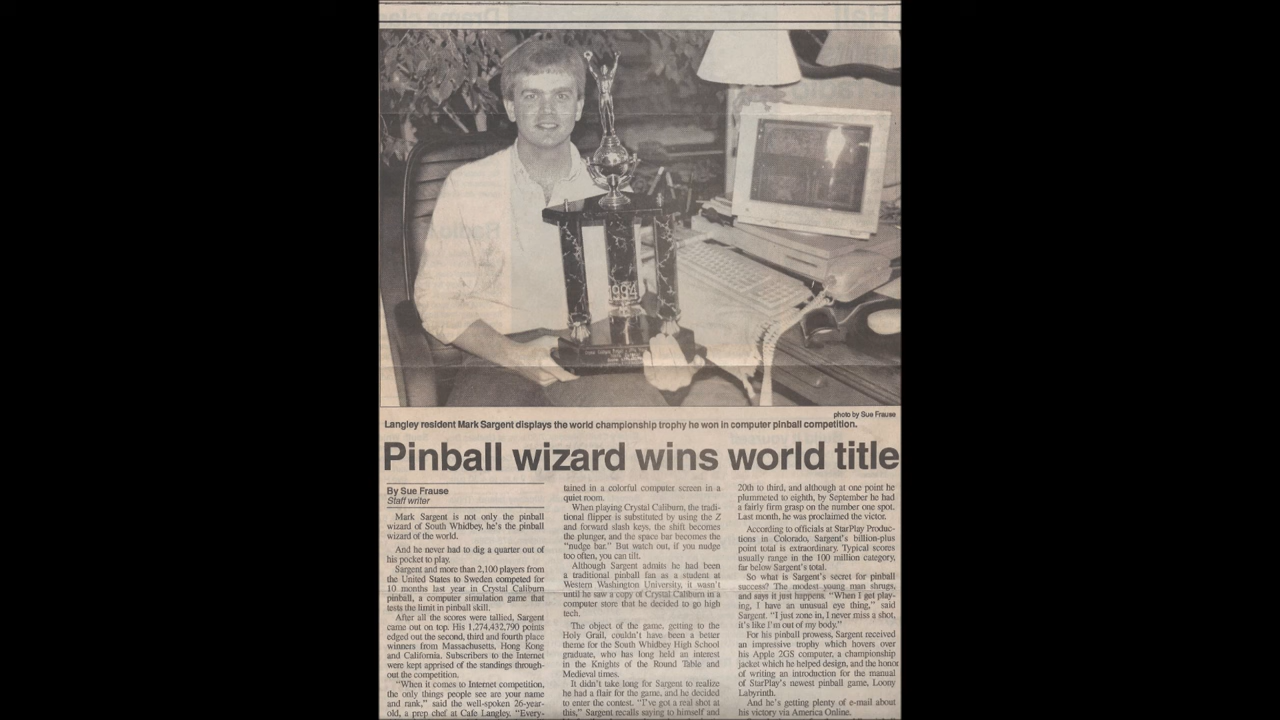 1994
photo by Sue Frause
Langley resident Mark Sargent displays the world championship trophy he won in computer pinball competition.
Pinball wizard wins world title
By Sue Frause
Staff writer
Mark Sargent is not only the pinball
wizard of South Whidbey, he's the pinball
wizard of the world.
And he never had to dig a quarter out of
his pocket to play.
Sargent and more than 2,100 players from
the United States to Sweden competed for
10 months last year in Crystal Caliburn
pinball, a computer simulation game that
tests the limit in pinball skill.
After all the scores were tallied, Sargent
came out on top. His 1,274,432,790 points
edged out the second, third and fourth place
winners from Massachusetts, Hong Kong
and California. Subscribers to the Internet
were kept apprised of the standings through-
out the competition.
"When it comes to Internet competition,
the only things people see are your name
and rank," said the well-spoken 26-year-
old, a prep chef at Cafe Langley. "Every-
tained in a colorful computer screen in a
quiet room.
When playing Crystal Caliburn, the tradi-
tional flipper is substituted by using the Z
and forward slash keys, the shift becomes
the plunger, and the space bar becomes the
"nudge bar." But watch out, if you nudge
too often, you can tilt.
Although Sargent admits he had been
a traditional pinball fan as a student at
Western Washington University, it wasn't
until he saw a copy of Crystal Caliburn in a
computer store that he decided to go high
tech.
The object of the game, getting to the
Holy Grail, couldn't have been a better
theme for the South Whidbey High School
graduate, who has long held an interest
in the Knights of the Round Table and
Medieval times.
It didn't take long for Sargent to realize
he had a flair for the game, and he decided
to enter the contest. "I've got a real shot at
this," Sargent recalls saying to himself and
20th to third, and although at one point he
plummeted to eighth, by September he had
a fairly firm grasp on the number one spot.
Last month, he was proclaimed the victor.
According to officials at StarPlay Produc-
tions in Colorado, Sargent's billion-plus
point total is extraordinary. Typical scores
usually range in the 100 million category,
far below Sargent's total.
So what is Sargent's secret for pinball
success? The modest young man shrugs,
and says it just happens. "When I get play-
ing, I have an unusual eye thing," said
Sargent. "I just zone in, I never miss a shot,
it's like I'm out of my body."
For his pinball prowess, Sargent received
an impressive trophy which hovers over
his Apple 2GS computer, a championship
jacket which he helped design, and the honor
of writing an introduction for the manual
of StarPlay's newest pinball game, Loony
Labyrinth.
And he's getting plenty of e-mail about
his victory via America Online.